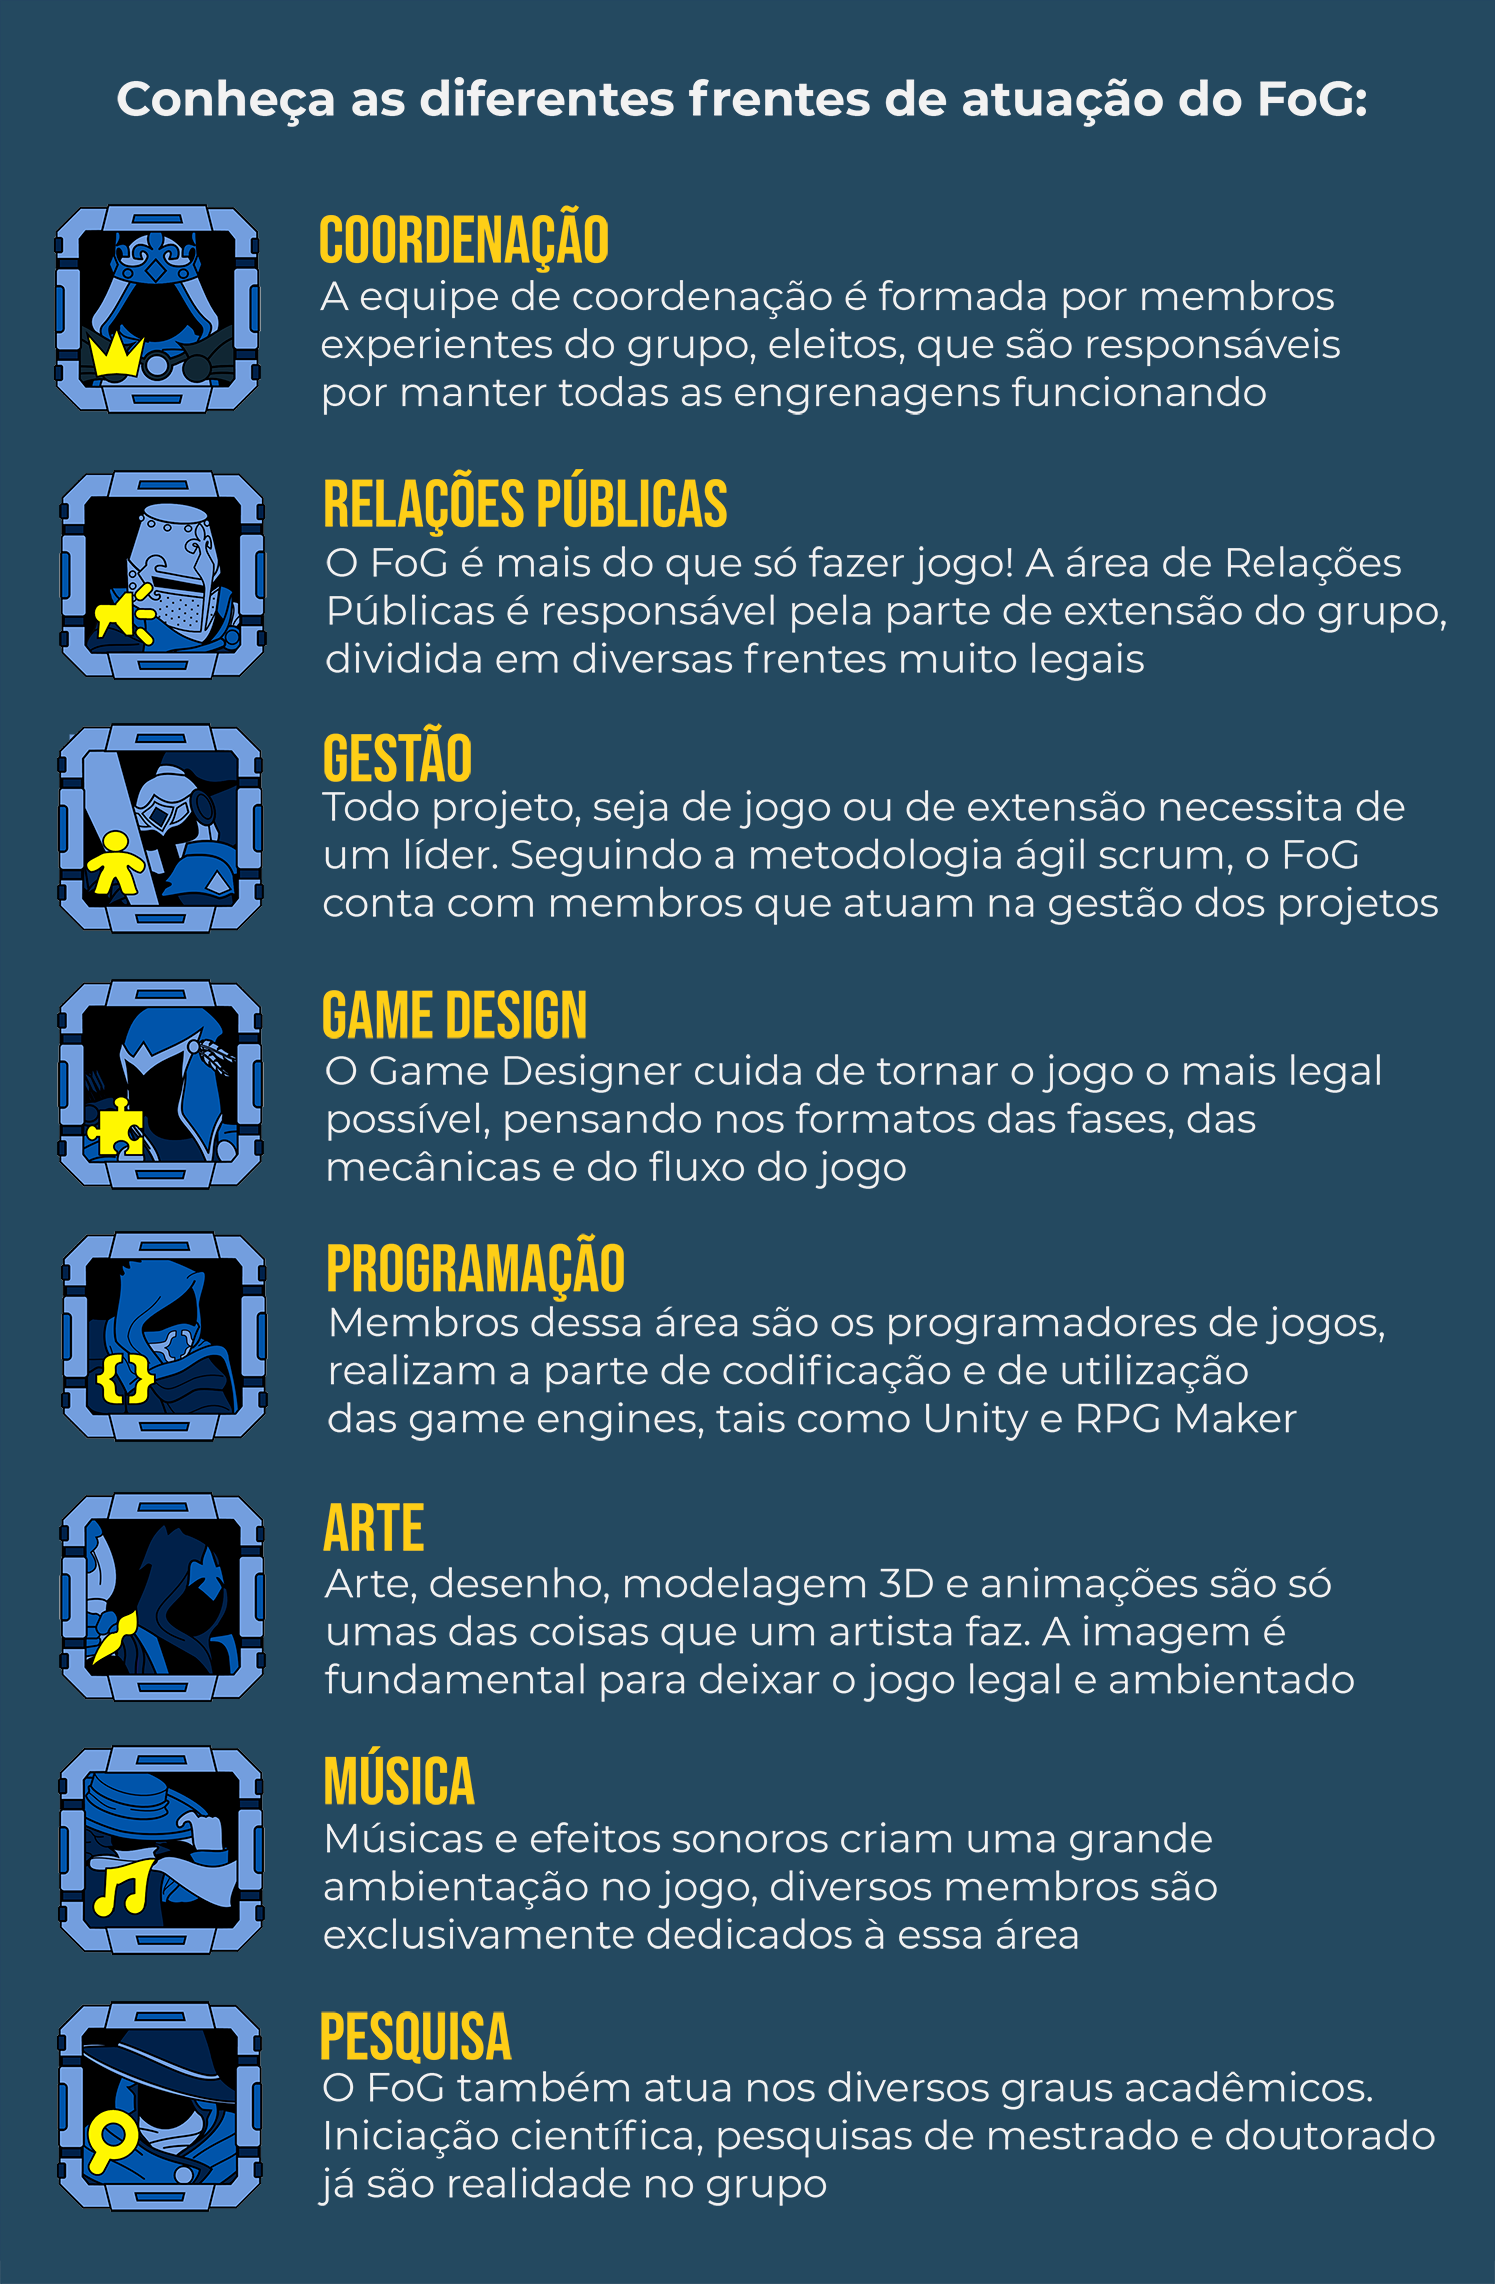 Conheça as diferentes frentes de atuação do FoG:
COORDENAÇÃO
A equipe de coordenação é formada por membros
experientes do grupo, eleitos, que são responsáveis
por manter todas as engrenagens funcionando
RELAÇÕES PÚBLICAS
O FoG é mais do que só fazer jogo! A área de Relações
Públicas é responsável pela parte de extensão do grupo,
dividida em diversas frentes muito legais
GESTÃO
Todo projeto, seja de jogo ou de extensão necessita de
um líder. Seguindo a metodologia ágil scrum, o FoG
conta com membros que atuam na gestão dos projetos
GAME DESIGN
O Game Designer cuida de tornar o jogo o mais legal
possível, pensando nos formatos das fases, das
mecânicas e do fluxo do jogo
PROGRAMAÇÃO
Membros dessa área são os programadores de jogos,
realizam a parte de codificação e de utilização
das game engines, tais como Unity e RPG Maker
ARTE
Arte, desenho, modelagem 3D e animações são só
umas das coisas que um artista faz. A imagem é
fundamental para deixar o jogo legal e ambientado
MÚSICA
Músicas e efeitos sonoros criam uma grande
ambientação no jogo, diversos membros são
exclusivamente dedicados à essa área
PESQUISA
O FoG também atua nos diversos graus acadêmicos.
Iniciação científica, pesquisas de mestrado e doutorado
já são realidade no grupo